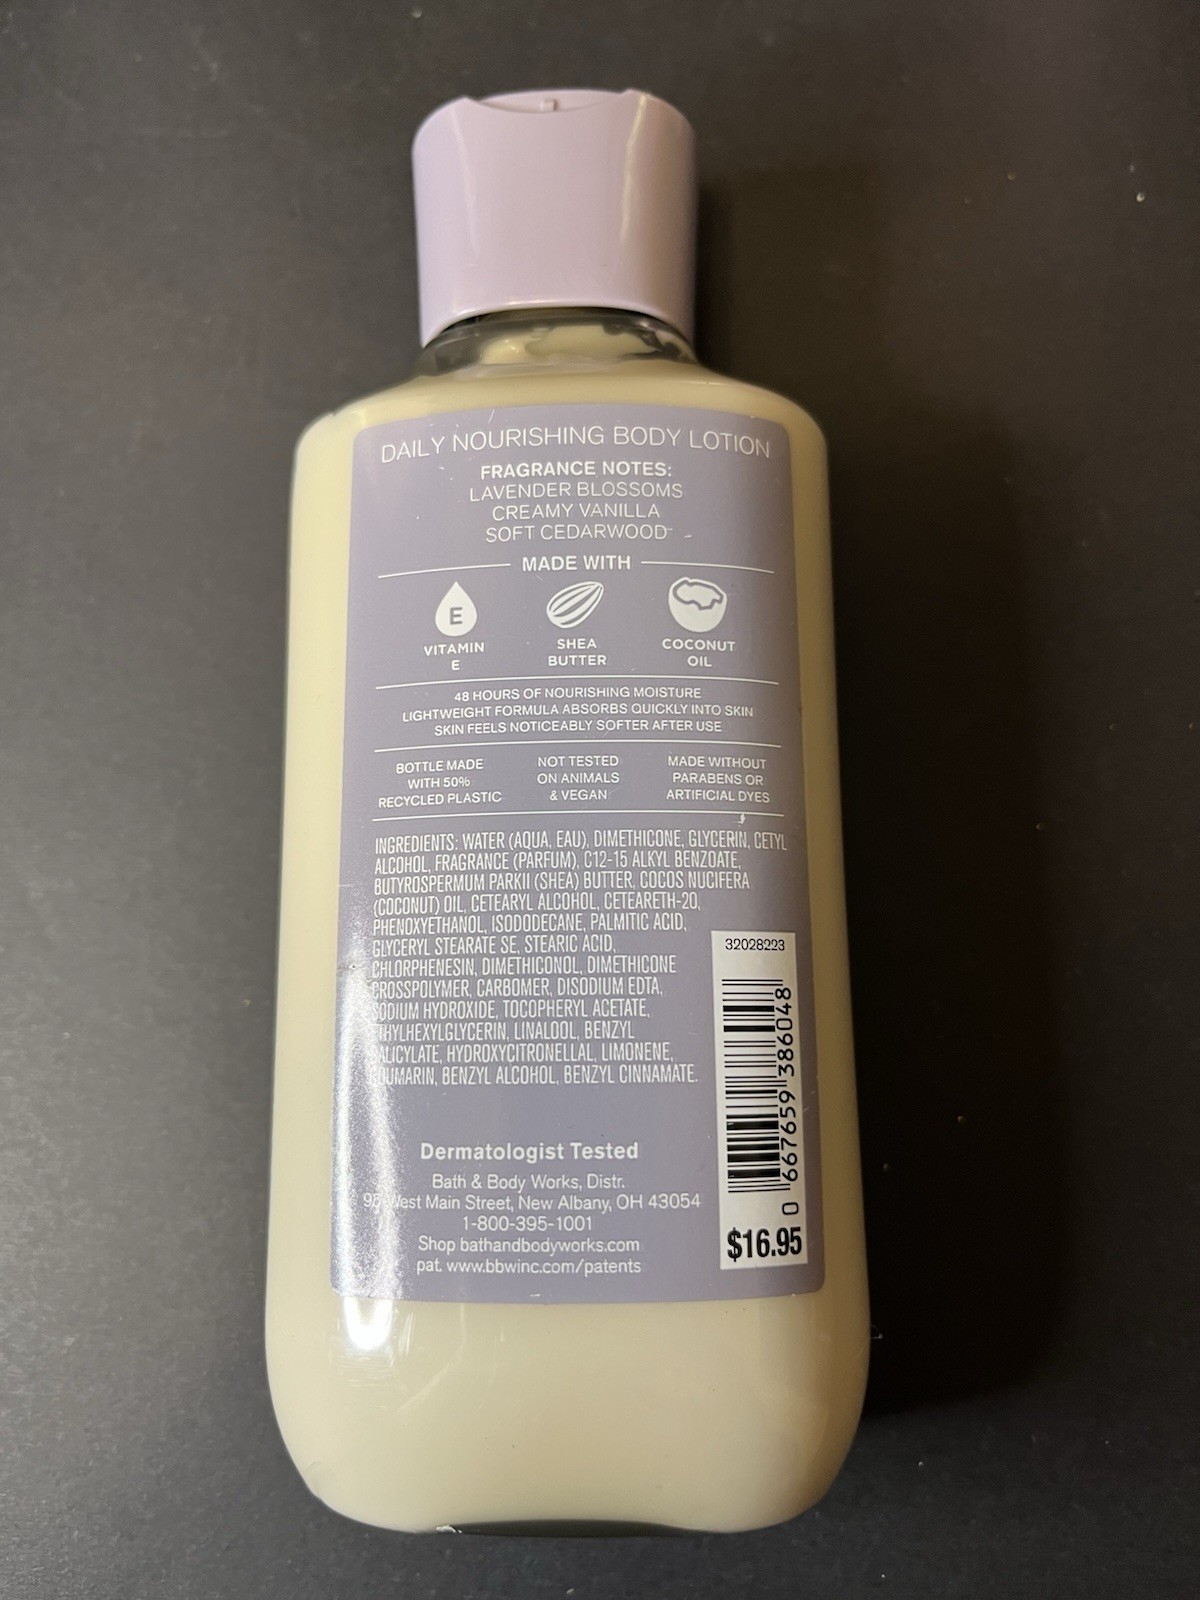 DAILY NOURISHING BODY LOTION
FRAGRANCE NOTES:
LAVENDER BLOSSOMS
CREAMY VANILLA
SOFT CEDARWOOD™
MADE WITH
E
VITAMIN
E
SHEA
BUTTER
COCONUT
OIL
48 HOURS OF NOURISHING MOISTURE
LIGHTWEIGHT FORMULA ABSORBS QUICKLY INTO SKIN
SKIN FEELS NOTICEABLY SOFTER AFTER USE
BOTTLE MADE
WITH 50%
RECYCLED PLASTIC
NOT TESTED
ON ANIMALS
& VEGAN
MADE WITHOUT
PARABENS OR
ARTIFICIAL DYES
INGREDIENTS: WATER (AQUA, EAU), DIMETHICONE, GLYCERIN, CETYL
ALCOHOL, FRAGRANCE (PARFUM), C12-15 ALKYL BENZOATE,
BUTYROSPERMUM PARKII (SHEA) BUTTER, COCOS NUCIFERA
(COCONUT) OIL, CETEARYL ALCOHOL, CETEARETH-20,
PHENOXYETHANOL, ISODODECANE, PALMITIC ACID,
GLYCERYL STEARATE SE, STEARIC ACID,
CHLORPHENESIN, DIMETHICONOL, DIMETHICONE
CROSSPOLYMER, CARBOMER, DISODIUM EDTA,
SODIUM HYDROXIDE, TOCOPHERYL ACETATE,
ETHYLHEXYLGLYCERIN, LINALOOL, BENZYL
SALICYLATE, HYDROXYCITRONELLAL, LIMONENE,
COUMARIN, BENZYL ALCOHOL, BENZYL CINNAMATE.
32028223
0 667659 386048
$16.95
Dermatologist Tested
Bath & Body Works, Distr.
West Main Street, New Albany, OH 43054
1-800-395-1001
Shop bathandbodyworks.com
pat. www.bbwinc.com/patents